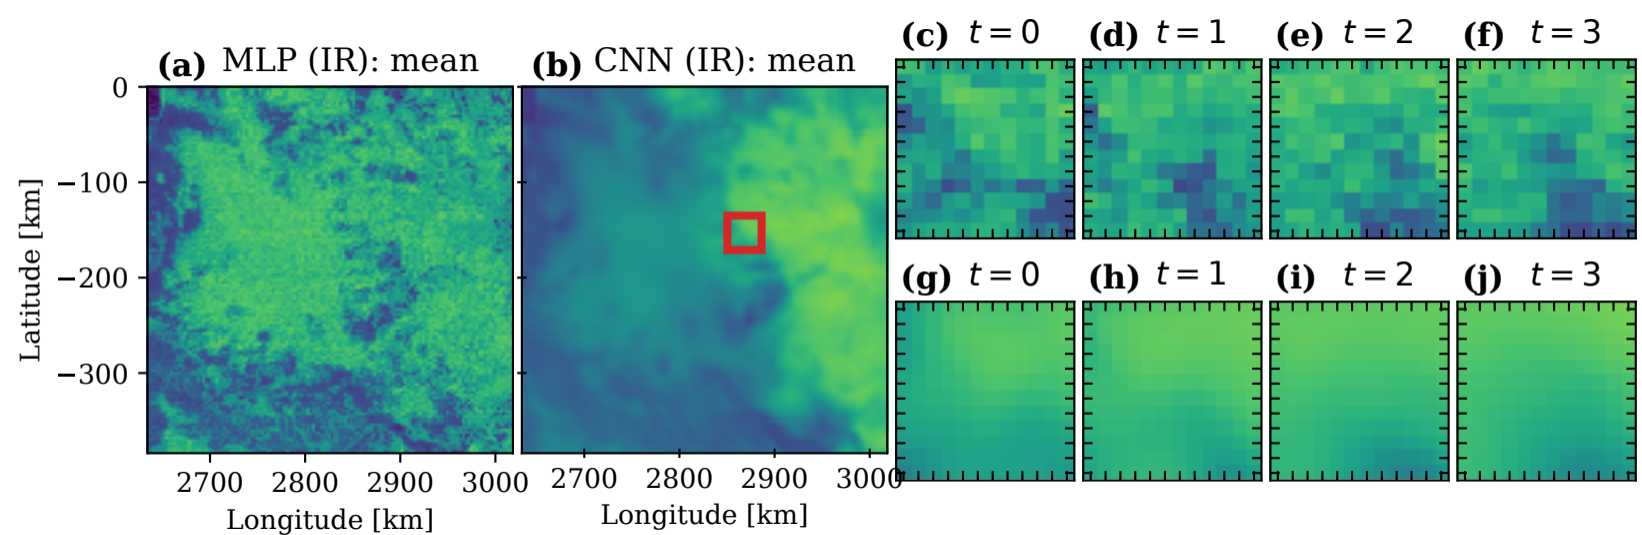 (a) MLP (IR): mean
(b) CNN (IR): mean
(c) t = 0
(d) t = 1
(e) t = 2
(f) t = 3
0
−100
−200
−300
Latitude [km]
2700 2800 2900 3000
Longitude [km]
2700 2800 2900 3000
Longitude [km]
(g) t = 0
(h) t = 1
(i) t = 2
(j) t = 3